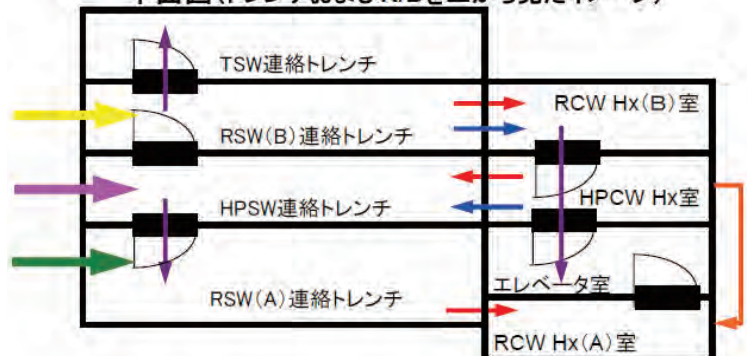 TSW連絡トレンチ
RCW Hx(B)室
RSW(B)連絡トレンチ
HPCW Hx室
HPSW連絡トレンチ
エレベータ室
RSW(A)連絡トレンチ
RCW Hx(A)室